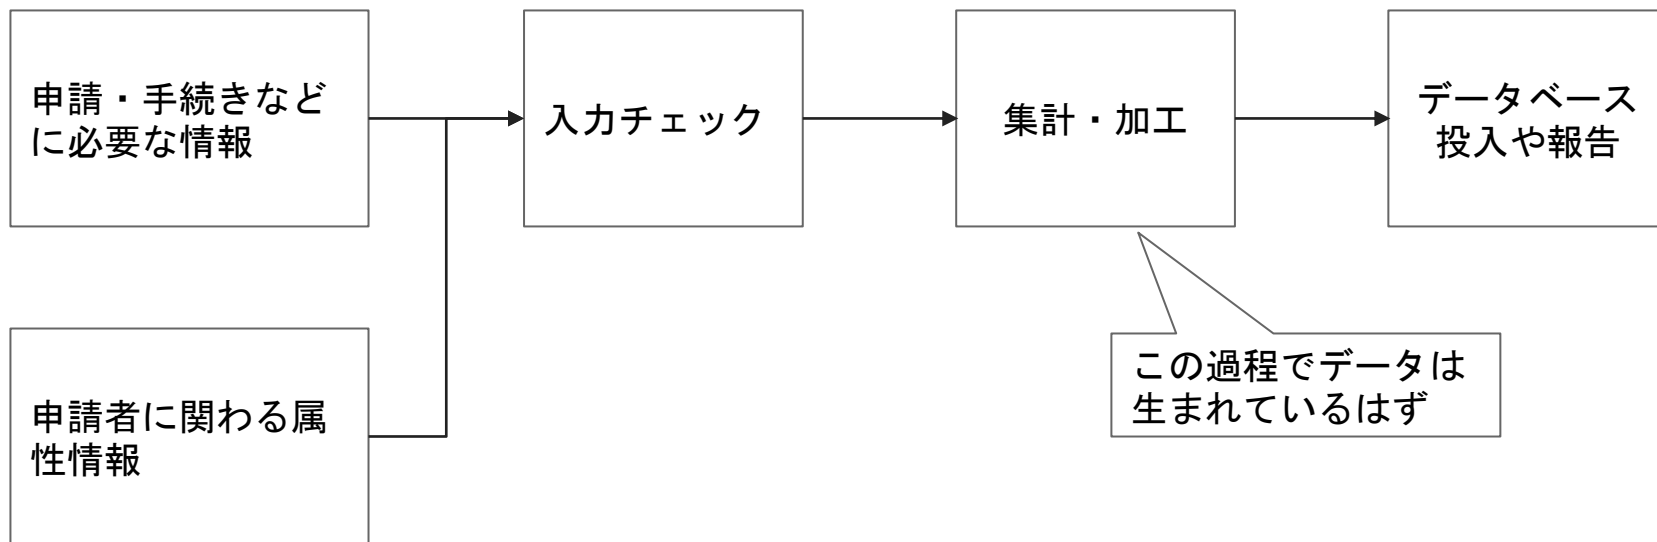 申請・手続きなど
に必要な情報
入力チェック
集計・加工
データベース
投入や報告
申請者に関わる属
性情報
この過程でデータは
生まれているはず